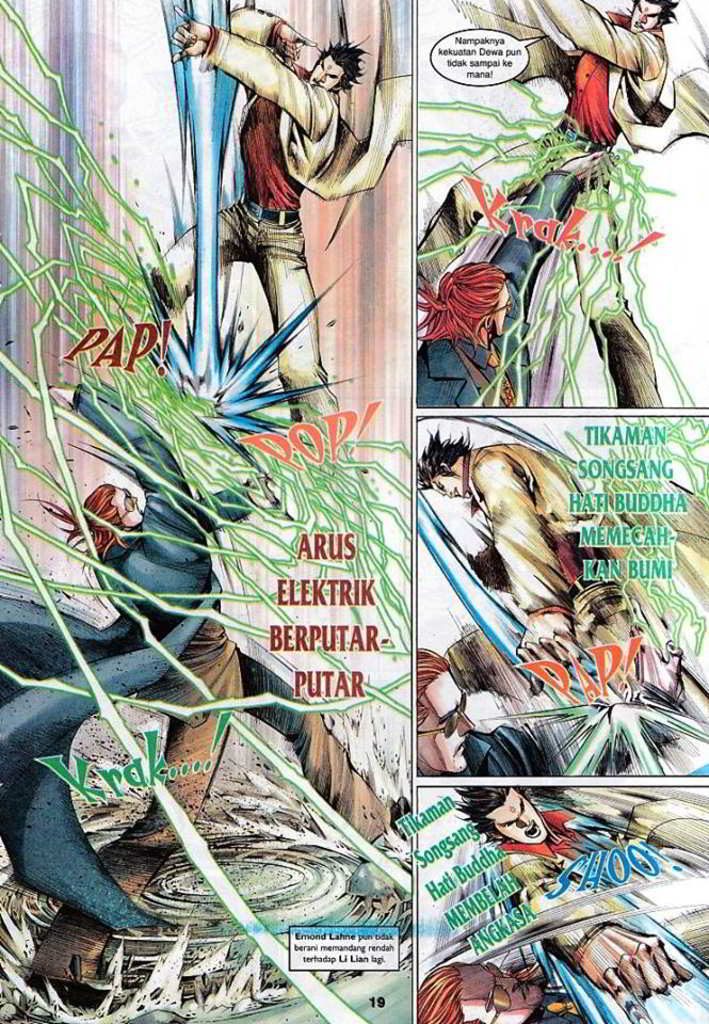 PAP!
POP!
ARUS
ELEKTRIK
BERPUTAR-
PUTAR
Krak....!
Emond Lahne pun tidak
berani memandang rendah
terhadap Li Lian lagi.
19
Nampaknya
kekuatan Dewa pun
tidak sampai ke
mana!
Krak....!
TIKAMAN
SONGSANG
HATI BUDDHA
MEMECAH-
KAN BUMI
PAP!
Tikaman
Songsang
Hati Buddha
MEMBELAH
ANGKASA
SHOO!